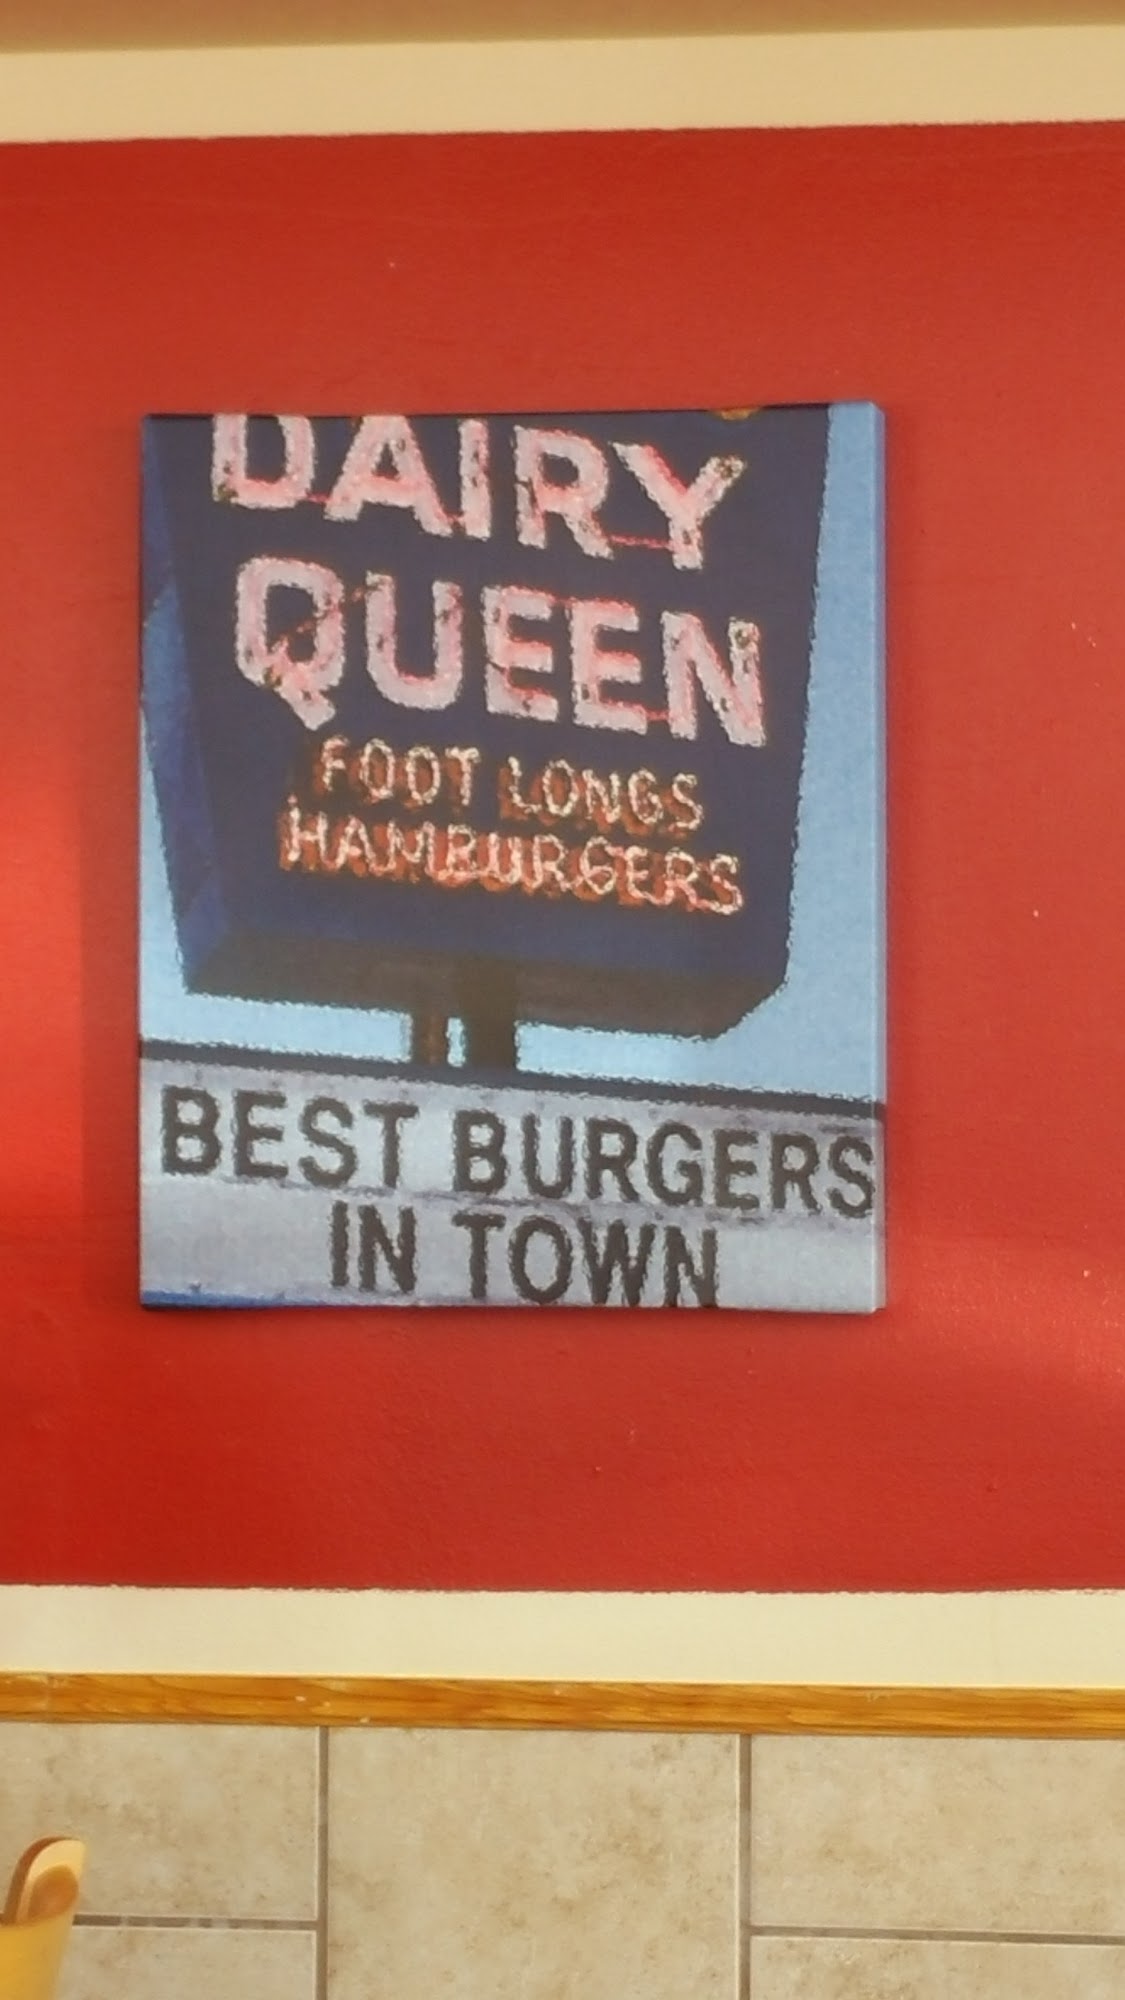 DAIRY
QUEEN
FOOT LONGS
HAMBURGERS
BEST BURGERS
IN TOWN